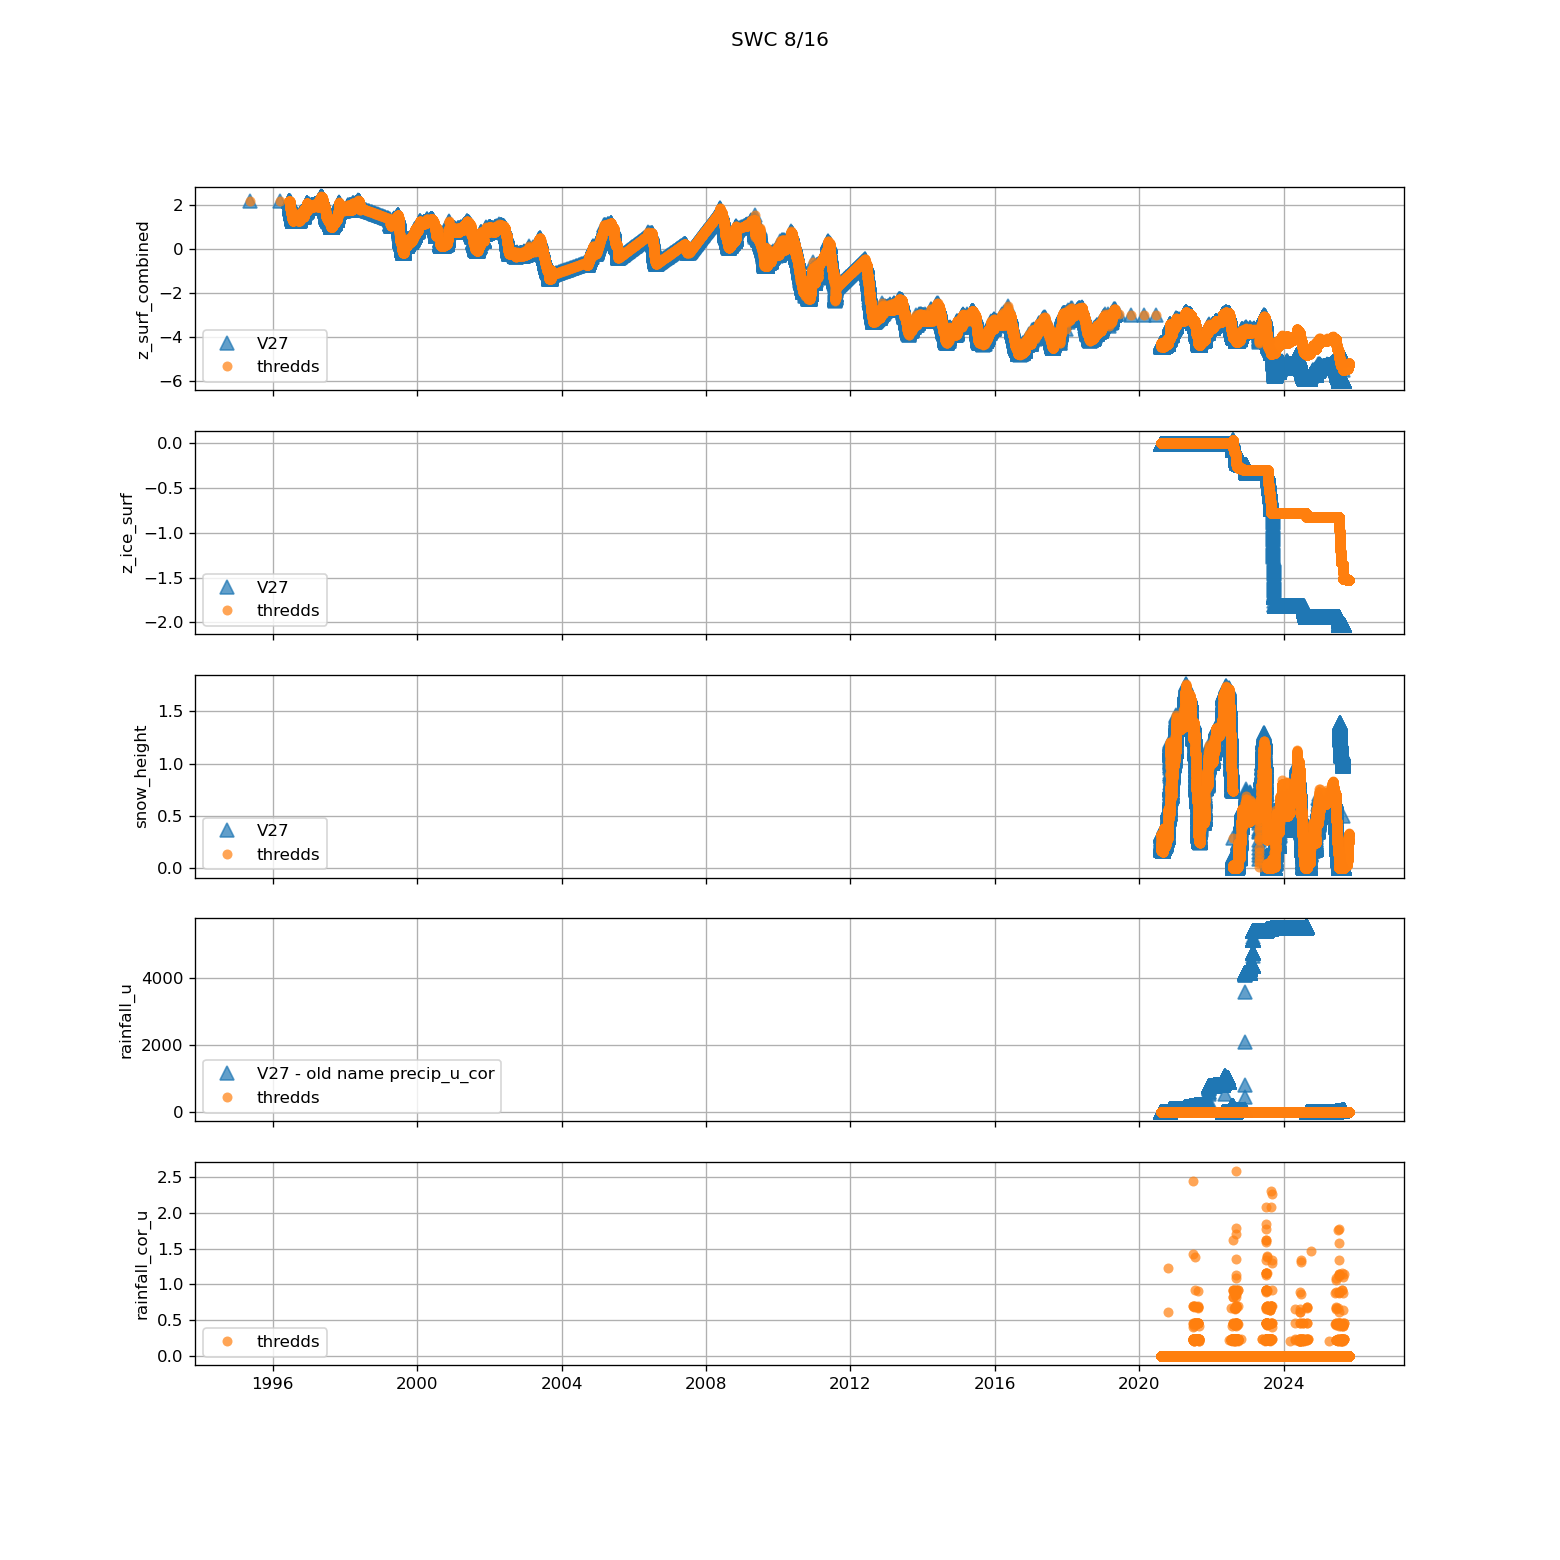 SWC 8/16
z_surf_combined
2
0
−2
−4
−6
V27
thredds
z_ice_surf
0.0
−0.5
−1.0
−1.5
−2.0
V27
thredds
snow_height
1.5
1.0
0.5
0.0
V27
thredds
rainfall_u
4000
2000
0
V27 - old name precip_u_cor
thredds
rainfall_cor_u
2.5
2.0
1.5
1.0
0.5
0.0
thredds
1996 2000 2004 2008 2012 2016 2020 2024